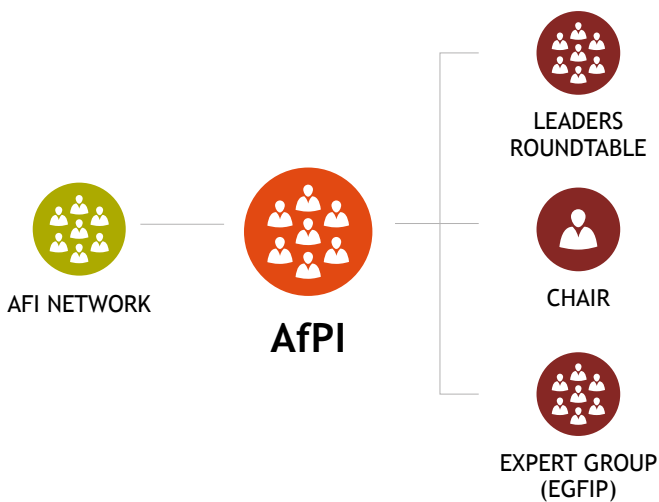 AFI NETWORK
AfPI
LEADERS
ROUNDTABLE
CHAIR
EXPERT GROUP
(EGFIP)